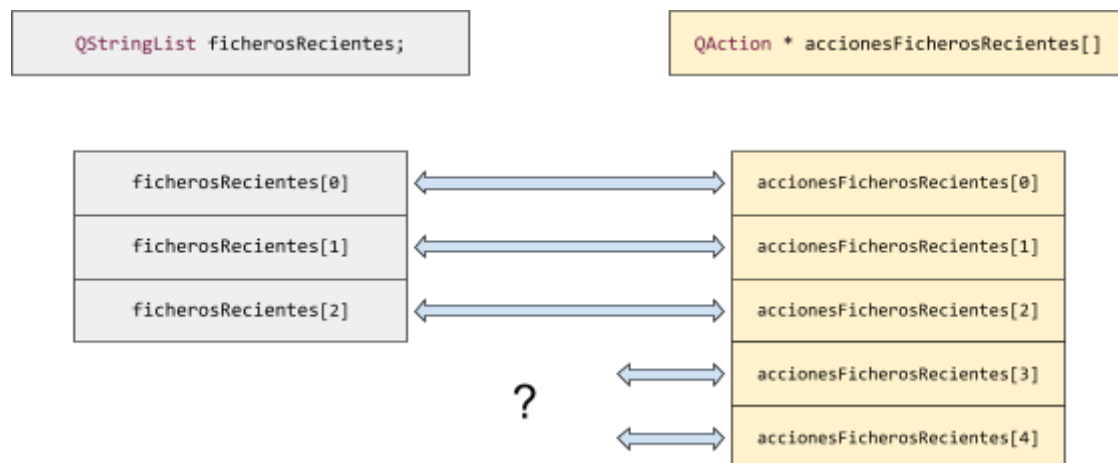 QStringList ficherosRecientes;
QAction * accionesFicherosRecientes[]
ficherosRecientes[0]
accionesFicherosRecientes[0]
ficherosRecientes[1]
accionesFicherosRecientes[1]
ficherosRecientes[2]
accionesFicherosRecientes[2]
accionesFicherosRecientes[3]
?
accionesFicherosRecientes[4]